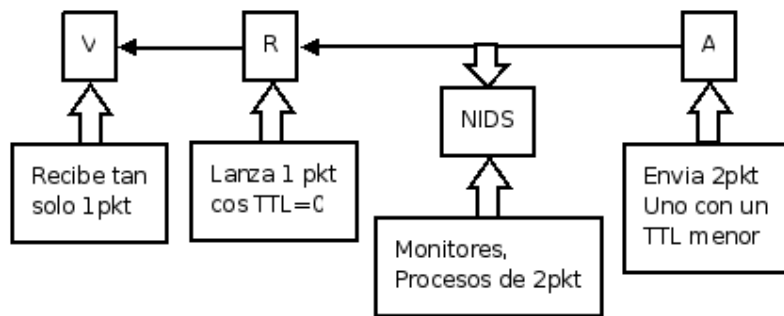 V
R
A
NIDS
Recibe tan
solo 1pkt
Lanza 1 pkt
cos TTL=0
Monitores,
Procesos de 2pkt
Envia 2pkt
Uno con un
TTL menor